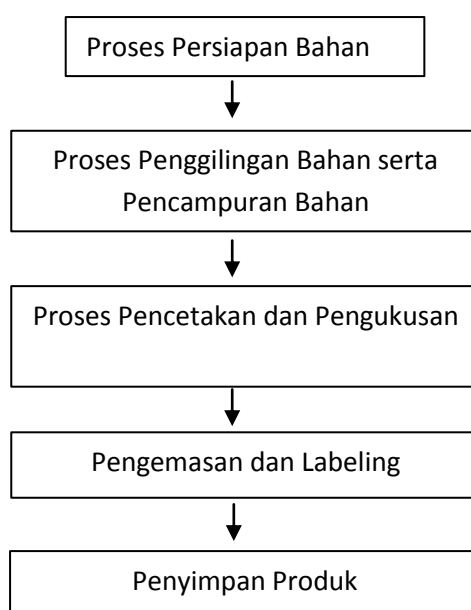 Proses Persiapan Bahan
Proses Penggilingan Bahan serta
Pencampuran Bahan
Proses Pencetakan dan Pengukusan
Pengemasan dan Labeling
Penyimpan Produk